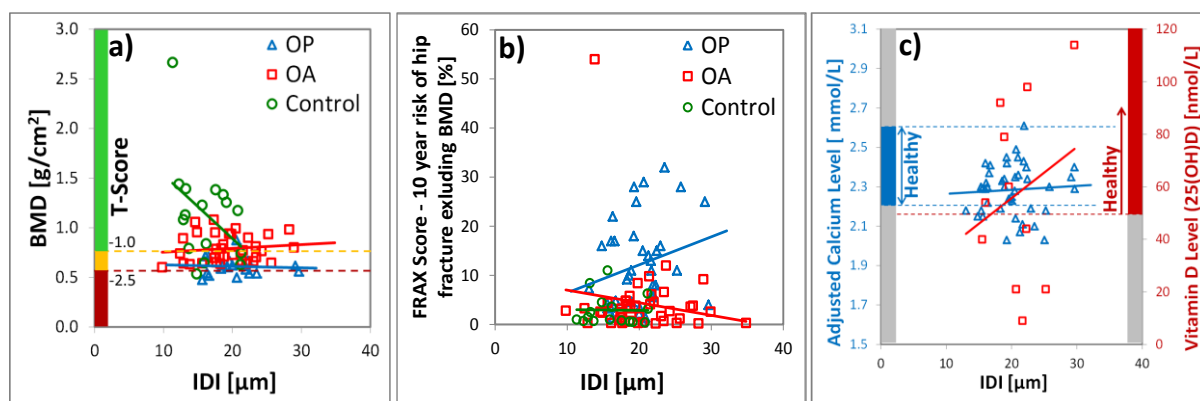 a)
OP
OA
Control
BMD [g/cm²]
3.0
2.5
2.0
1.5
1.0
0.5
0.0
T-Score
-1.0
-2.5
0
10
20
30
40
IDI [µm]
b)
OP
OA
Control
FRAX Score - 10 year risk of hip
fracture exluding BMD [%]
60
50
40
30
20
10
0
0
10
20
30
40
IDI [µm]
c)
Adjusted Calcium Level [ mmol/L]
3.1
2.9
2.7
2.5
2.3
2.1
1.9
1.7
1.5
Healthy
Healthy
120
100
80
60
40
20
0
Vitamin D Level (25(OH)D) [nmol/L]
0
10
20
30
40
IDI [µm]